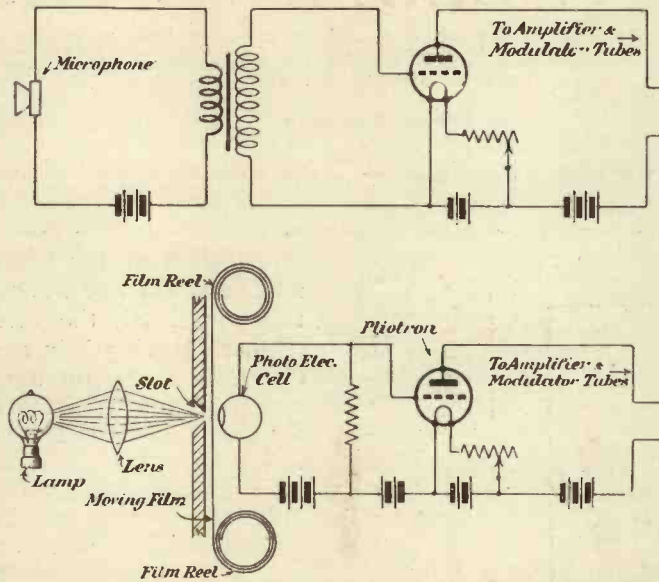 Microphone
To Amplifier &
Modulator Tubes
Film Reel
Pliotron
Photo Elec.
Cell
Slot
To Amplifier &
Modulator Tubes
Lamp
Lens
Moving Film
Film Reel